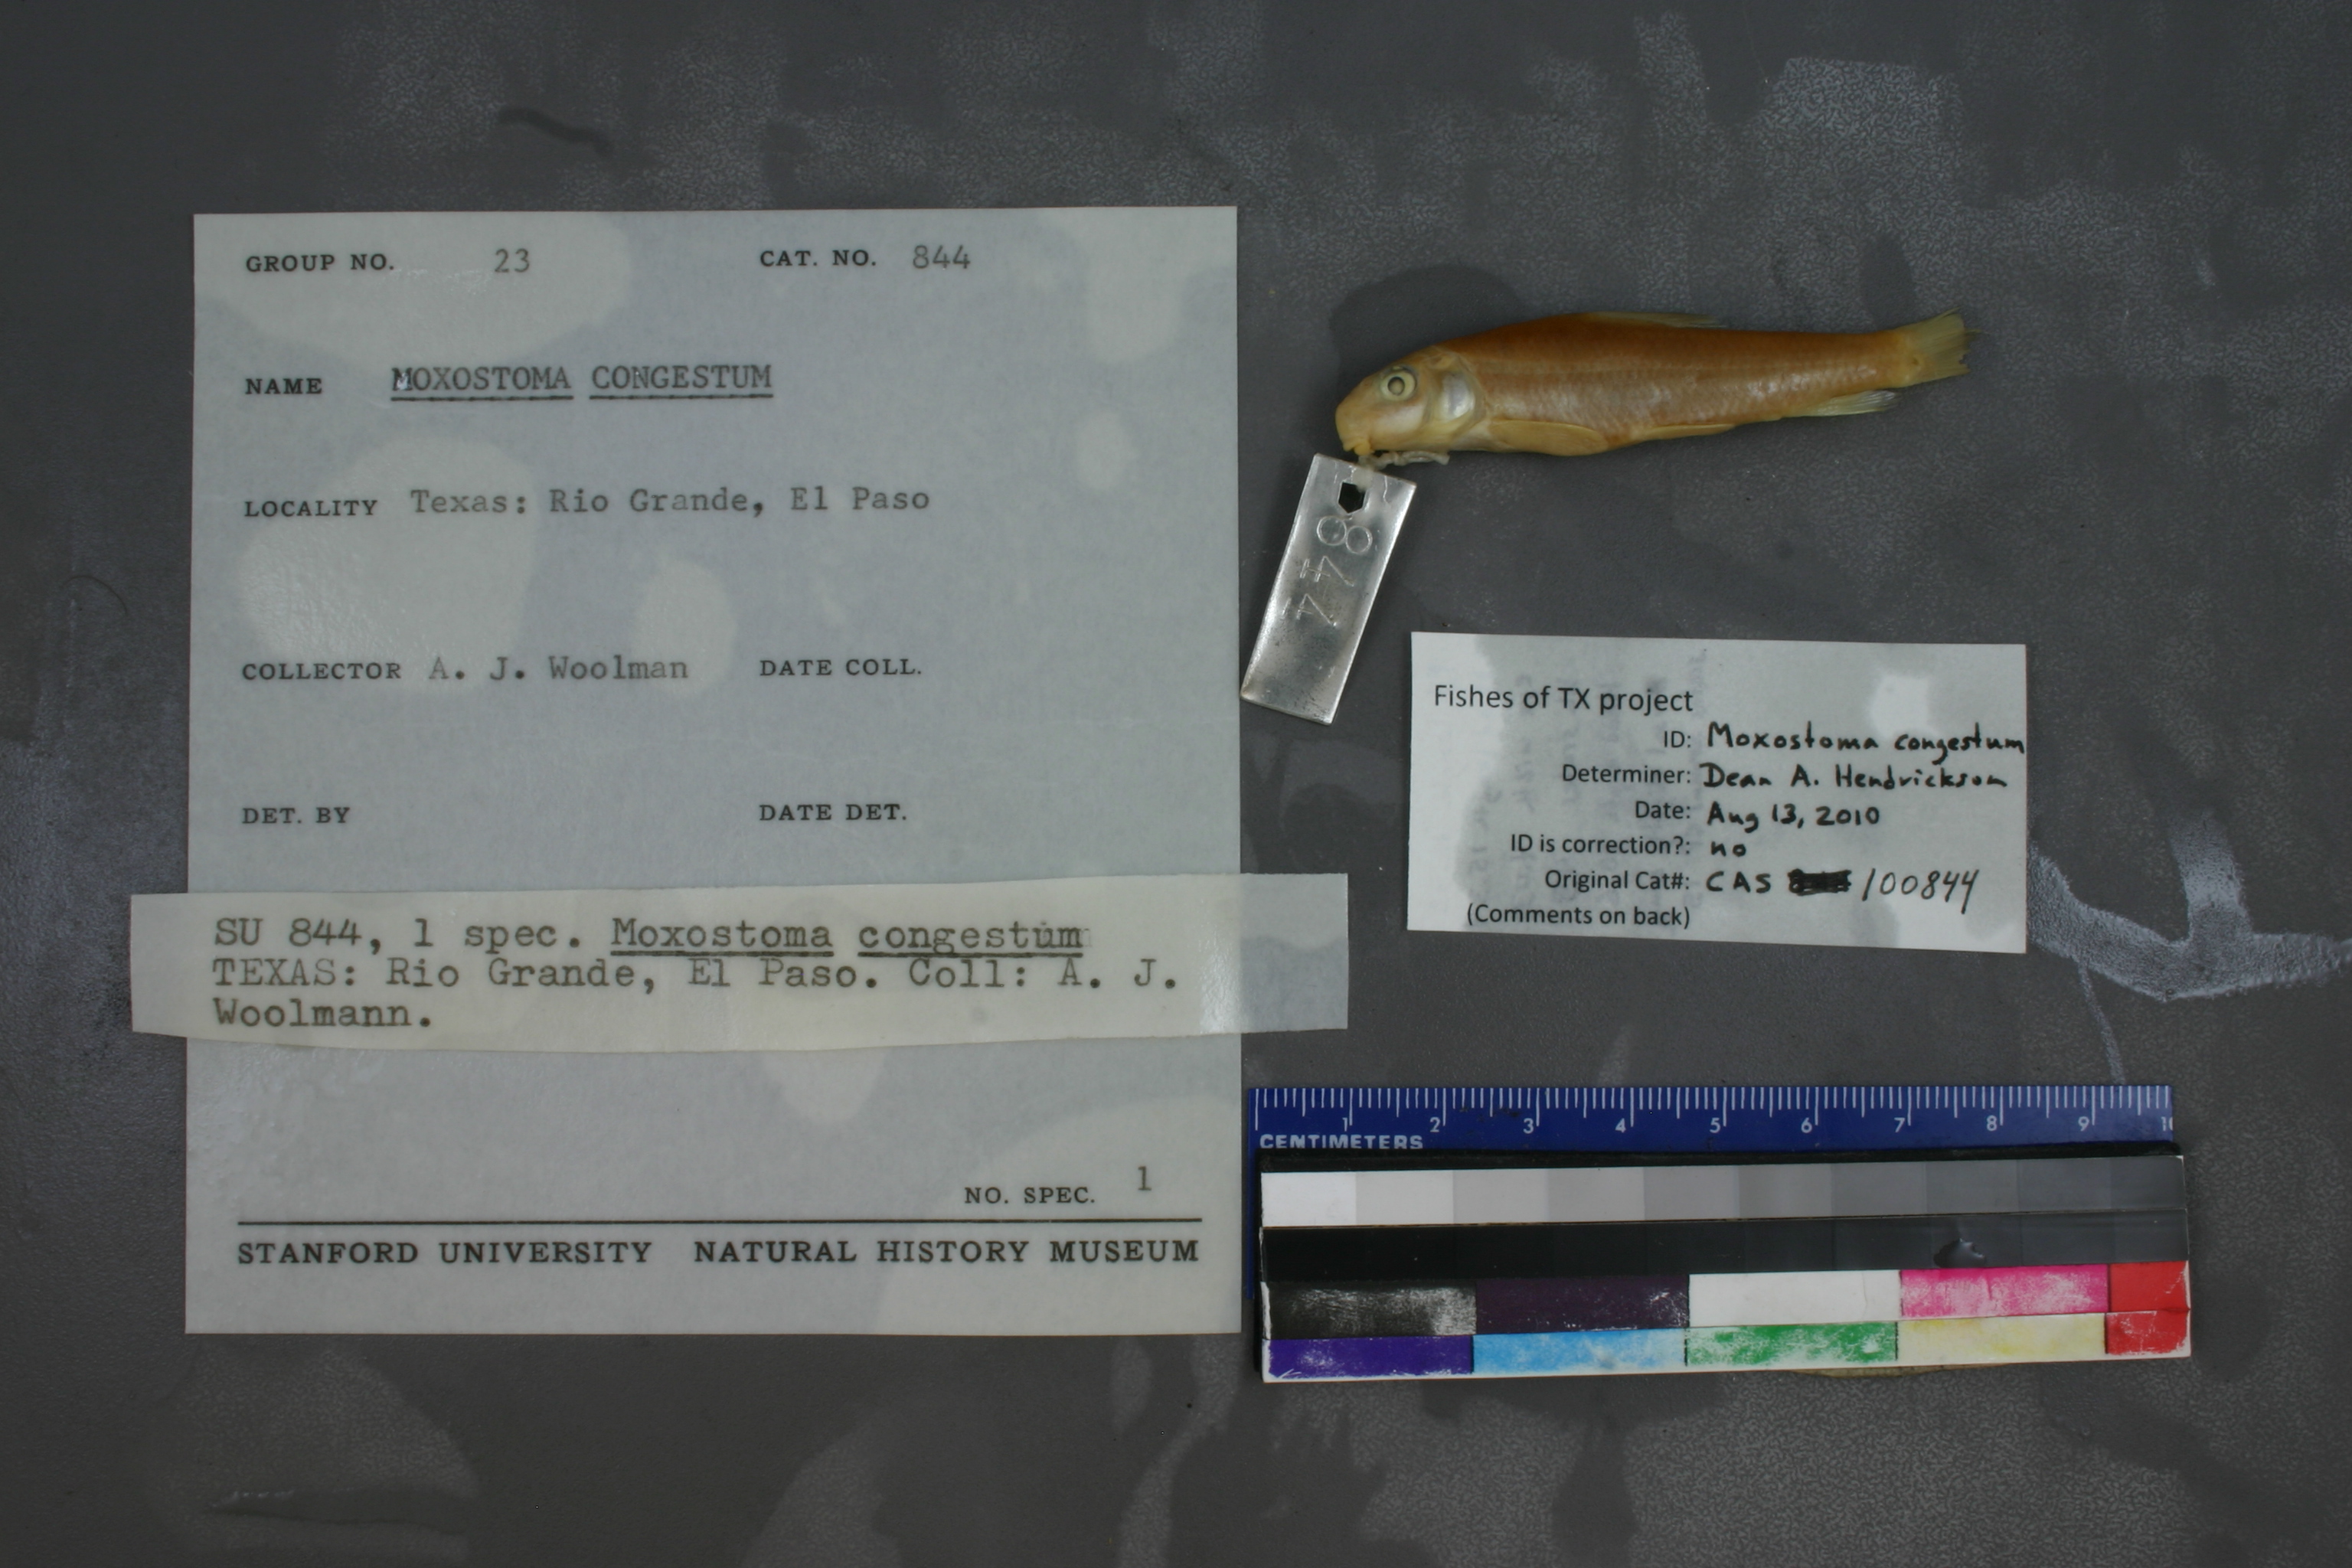 GROUP NO. 23 CAT. NO. 844
NAME MOXOSTOMA CONGESTUM
LOCALITY Texas: Rio Grande, El Paso
COLLECTOR A. J. Woolman DATE COLL.
DET. BY DATE DET.
SU 844, 1 spec. Moxostoma congestum
TEXAS: Rio Grande, El Paso. Coll: A. J.
Woolmann.
NO. SPEC. 1
STANFORD UNIVERSITY NATURAL HISTORY MUSEUM
844
Fishes of TX project
ID: Moxostoma congestum
Determiner: Dean A. Hendrickson
Date: Aug 13, 2010
ID is correction?: no
Original Cat#: CAS 100844
(Comments on back)
1 2 3 4 5 6 7 8 9
CENTIMETERS